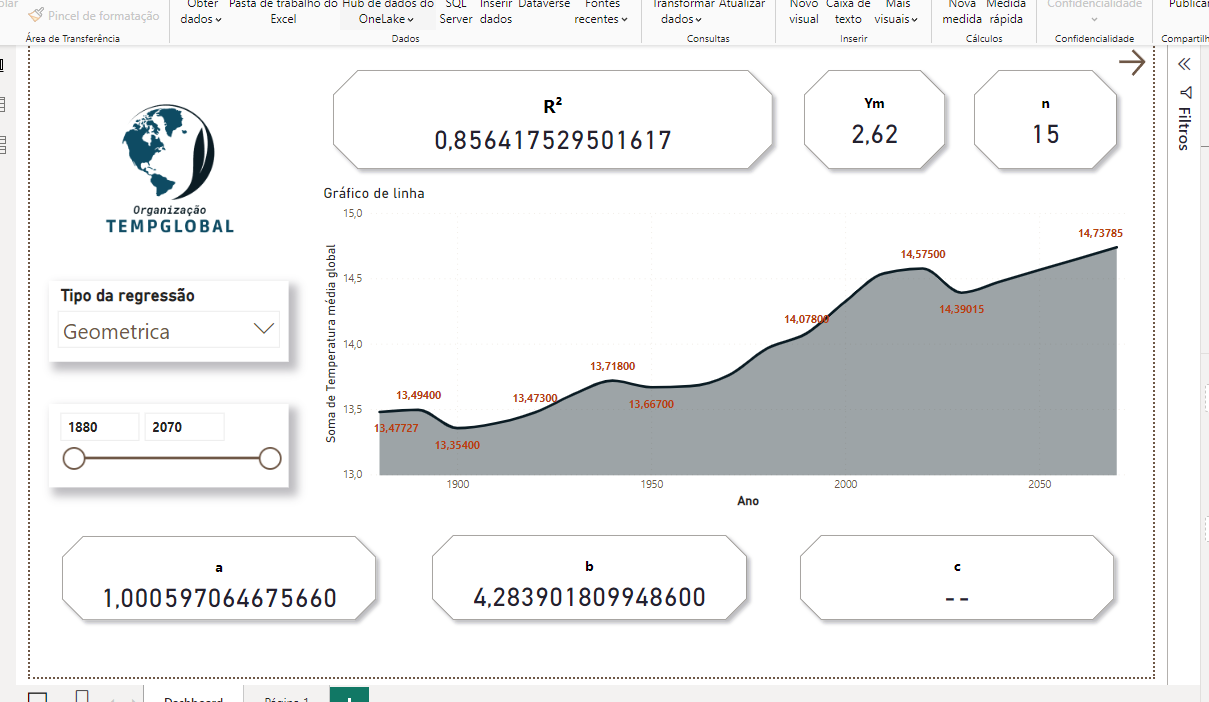 Pincel de formatação
Área de Transferência
Obter dados
Pasta de trabalho do Excel
Hub de dados do OneLake
SQL Server
Inserir dados
Dataverse
Fontes recentes
Dados
Transformar dados
Atualizar
Consultas
Novo visual
Caixa de texto
Mais visuais
Inserir
Nova medida
Medida rápida
Cálculos
Confidencialidade
Confidencialidade
Publicar
Organização
TEMPGLOBAL
R²
0,856417529501617
Ym
2,62
n
15
Filtros
Tipo da regressão
Geometrica
1880
2070
Gráfico de linha
Soma de Temperatura média global
15,0
14,5
14,0
13,5
13,0
13,47727
13,49400
13,35400
13,47300
13,71800
13,66700
14,07800
14,57500
14,39015
14,73785
1900
1950
2000
2050
Ano
a
1,000597064675660
b
4,283901809948600
c
--
Dashboard
Página 1